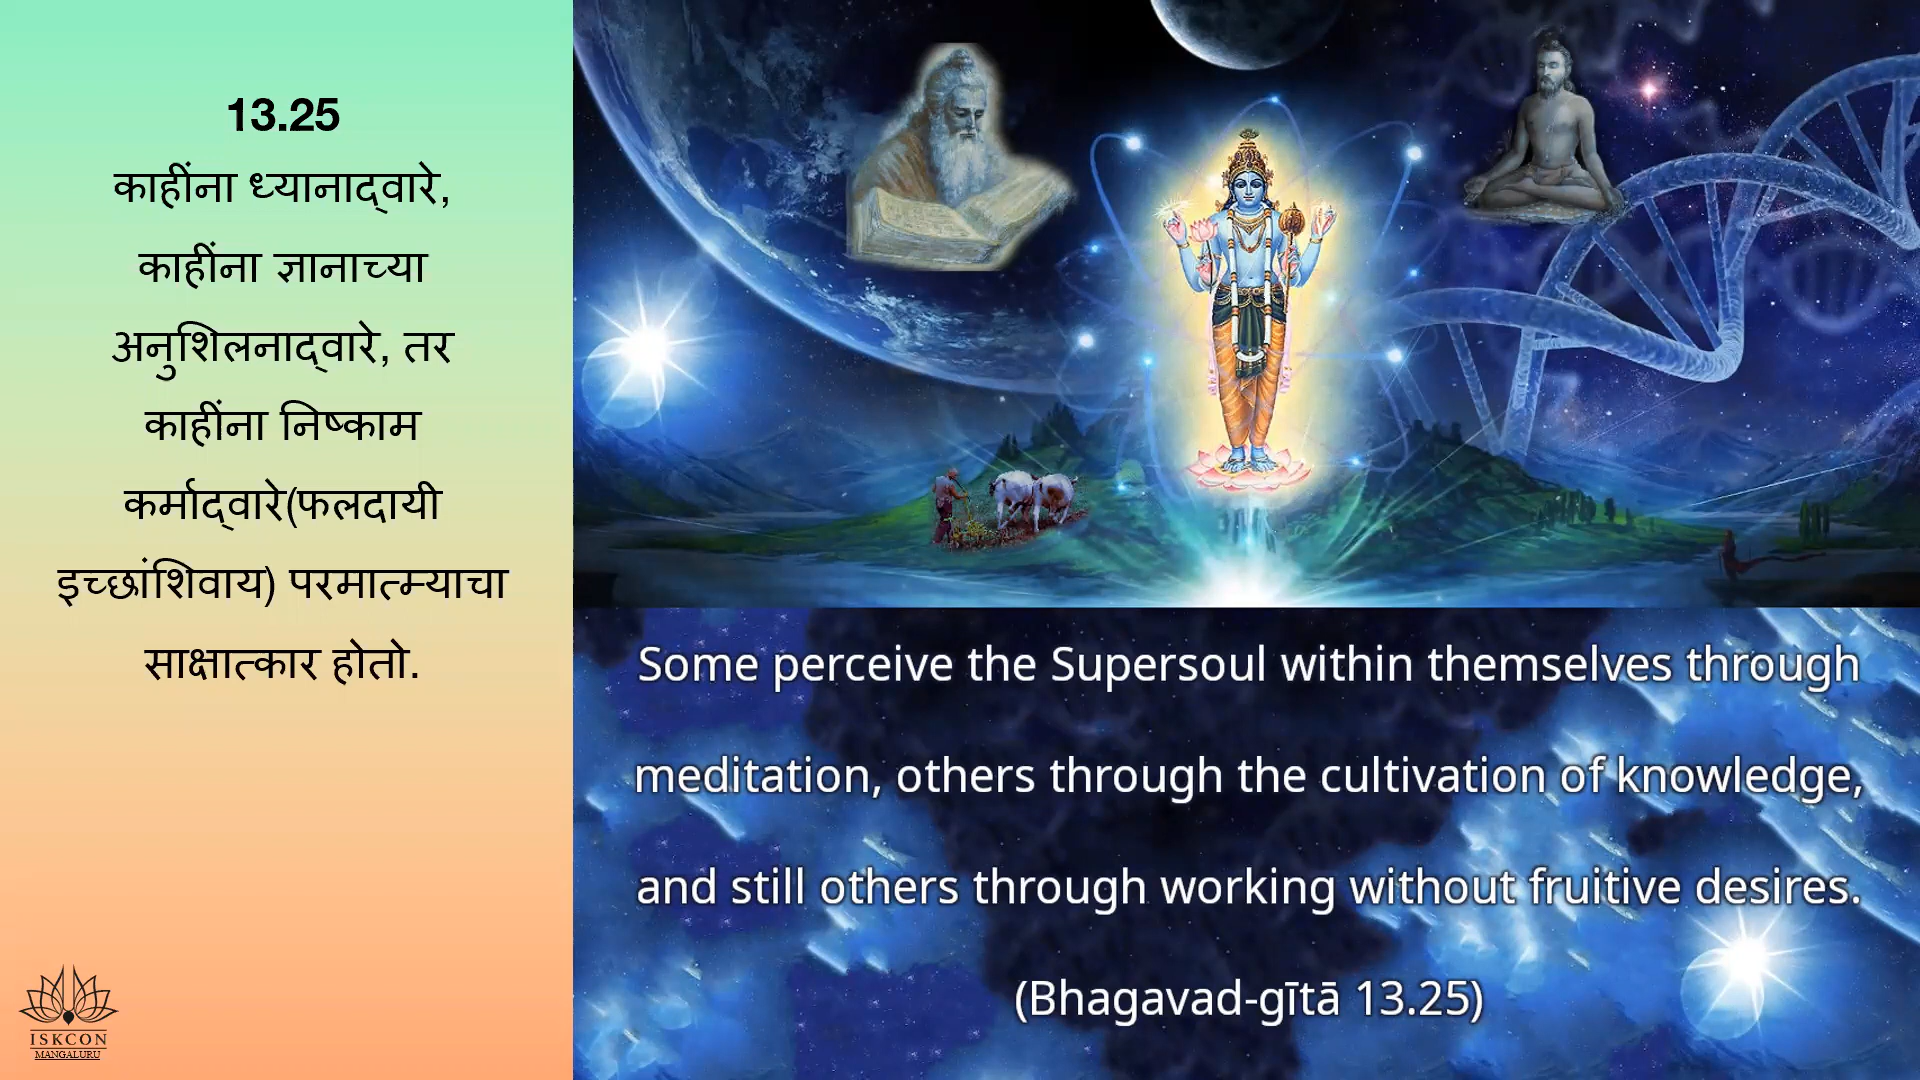 13.25
काहींना ध्यानाद्वारे,
काहींना ज्ञानाच्या
अनुशिलनाद्वारे, तर
काहींना निष्काम
कर्माद्वारे(फलदायी
इच्छांशिवाय) परमात्म्याचा
साक्षात्कार होतो.
ISKCON
MANGALURU
Some perceive the Supersoul within themselves through
meditation, others through the cultivation of knowledge,
and still others through working without fruitive desires.
(Bhagavad-gītā 13.25)